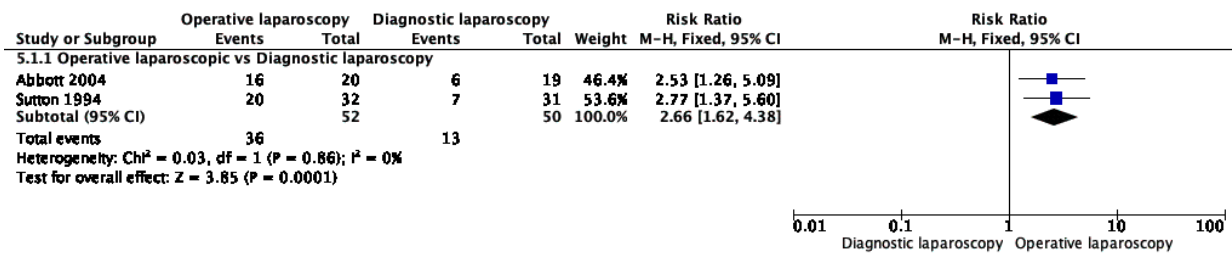 Operative laparoscopy Diagnostic laparoscopy Risk Ratio Risk Ratio
Study or Subgroup Events Total Events Total Weight M-H, Fixed, 95% CI M-H, Fixed, 95% CI
5.1.1 Operative laparoscopic vs Diagnostic laparoscopy
Abbott 2004 16 20 6 19 46.4% 2.53 [1.26, 5.09]
Sutton 1994 20 32 7 31 53.6% 2.77 [1.37, 5.60]
Subtotal (95% CI) 52 50 100.0% 2.66 [1.62, 4.38]
Total events 36 13
Heterogeneity: Chi² = 0.03, df = 1 (P = 0.86); I² = 0%
Test for overall effect: Z = 3.85 (P = 0.0001)
0.01 0.1 1 10 100
Diagnostic laparoscopy Operative laparoscopy